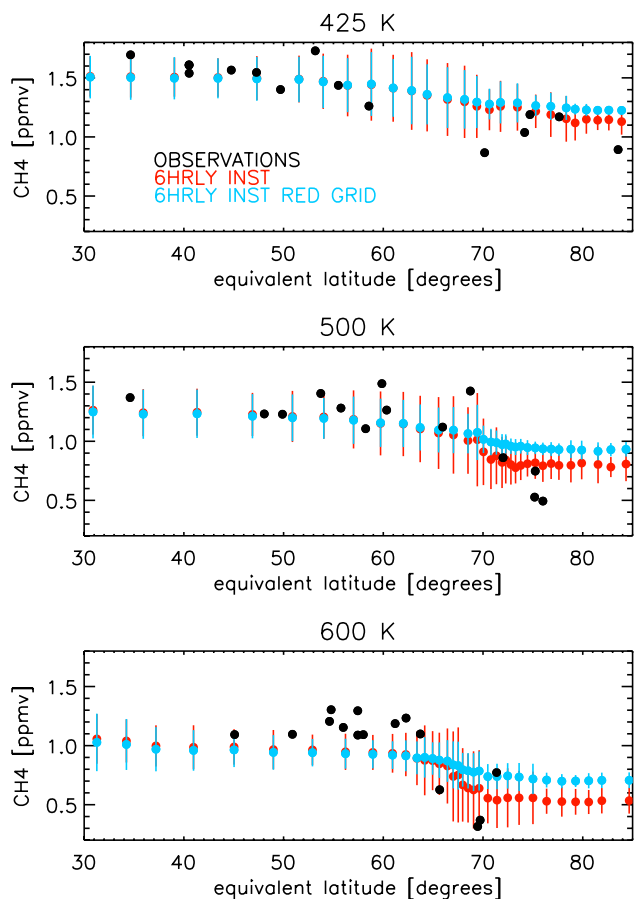 425 K
CH4 [ppmv]
1.5
1.0
0.5
OBSERVATIONS
6HRLY INST
6HRLY INST RED GRID
30 40 50 60 70 80
equivalent latitude [degrees]
500 K
CH4 [ppmv]
1.5
1.0
0.5
30 40 50 60 70 80
equivalent latitude [degrees]
600 K
CH4 [ppmv]
1.5
1.0
0.5
30 40 50 60 70 80
equivalent latitude [degrees]